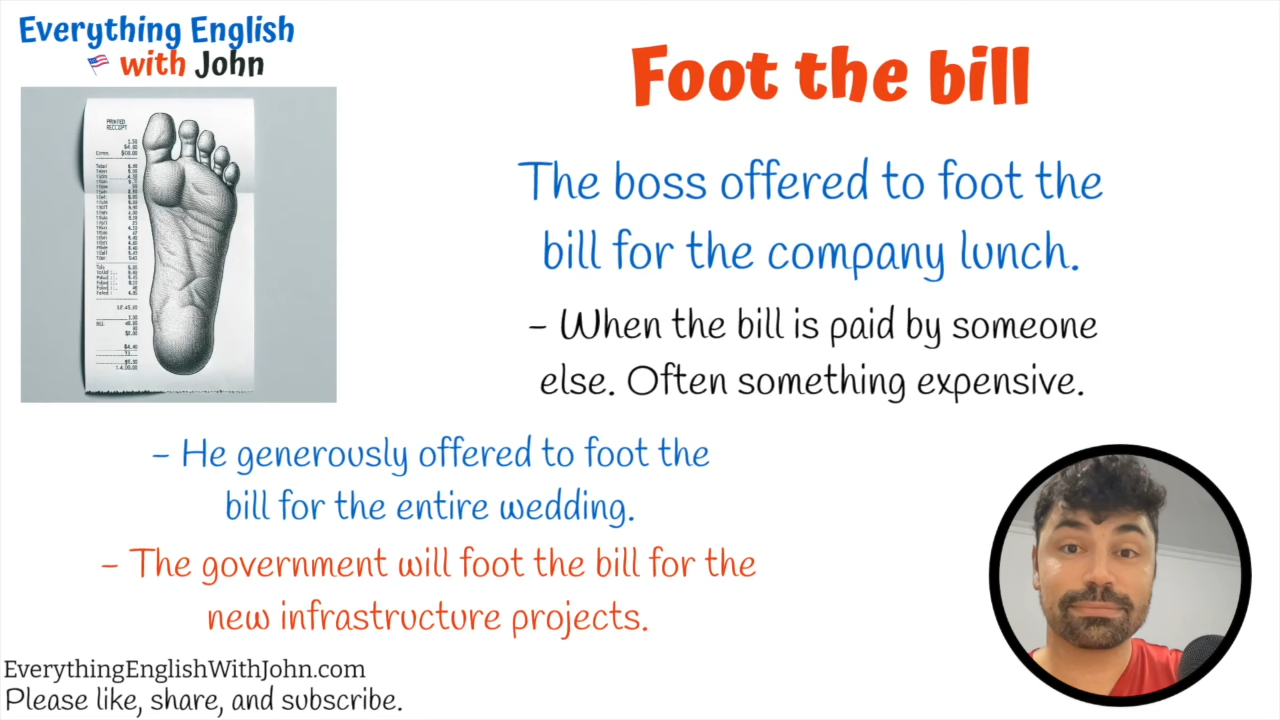 Everything English
with John
PRINTED
RECEIPT
Foot the bill
The boss offered to foot the
bill for the company lunch.
– When the bill is paid by someone
else. Often something expensive.
– He generously offered to foot the
bill for the entire wedding.
– The government will foot the bill for the
new infrastructure projects.
EverythingEnglishWithJohn.com
Please like, share, and subscribe.